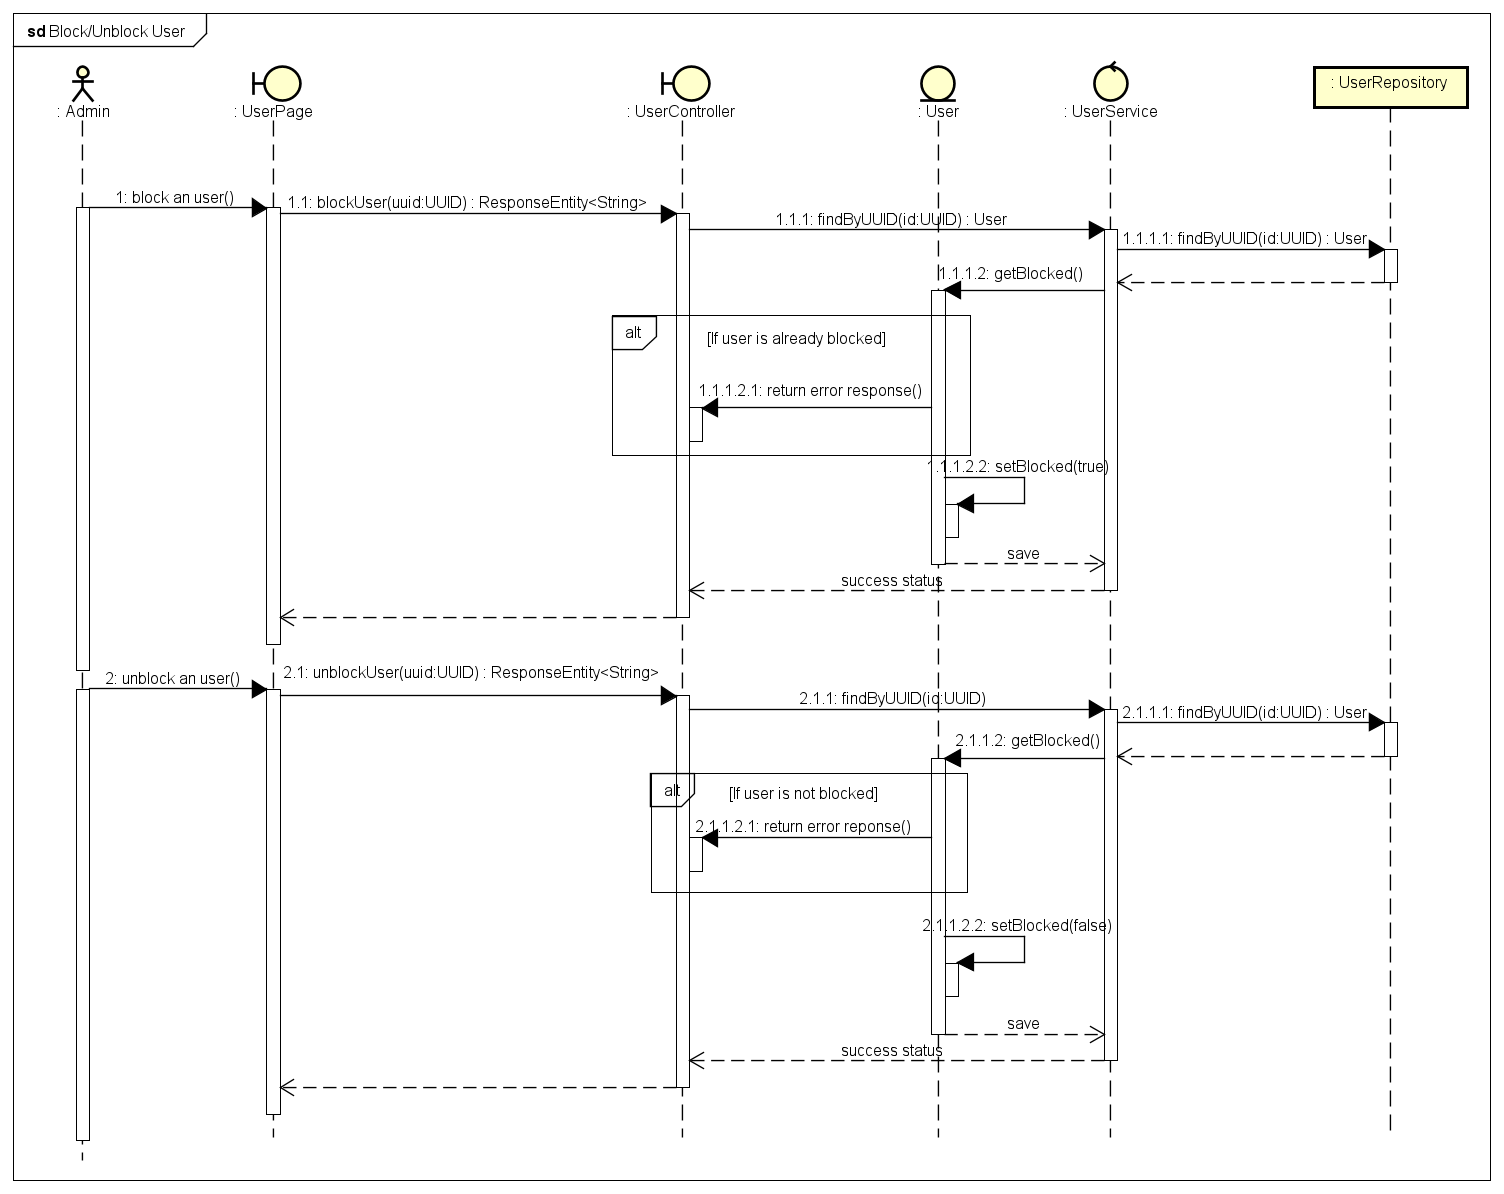 sd Block/Unblock User
: Admin
: UserPage
: UserController
: User
: UserService
: UserRepository
1: block an user()
1.1: blockUser(uuid:UUID) : ResponseEntity<String>
1.1.1: findByUUID(id:UUID) : User
1.1.1.1: findByUUID(id:UUID) : User
1.1.1.2: getBlocked()
alt
[If user is already blocked]
1.1.1.2.1: return error response()
1.1.1.2.2: setBlocked(true)
save
success status
2: unblock an user()
2.1: unblockUser(uuid:UUID) : ResponseEntity<String>
2.1.1: findByUUID(id:UUID)
2.1.1.1: findByUUID(id:UUID) : User
2.1.1.2: getBlocked()
alt
[If user is not blocked]
2.1.1.2.1: return error reponse()
2.1.1.2.2: setBlocked(false)
save
success status